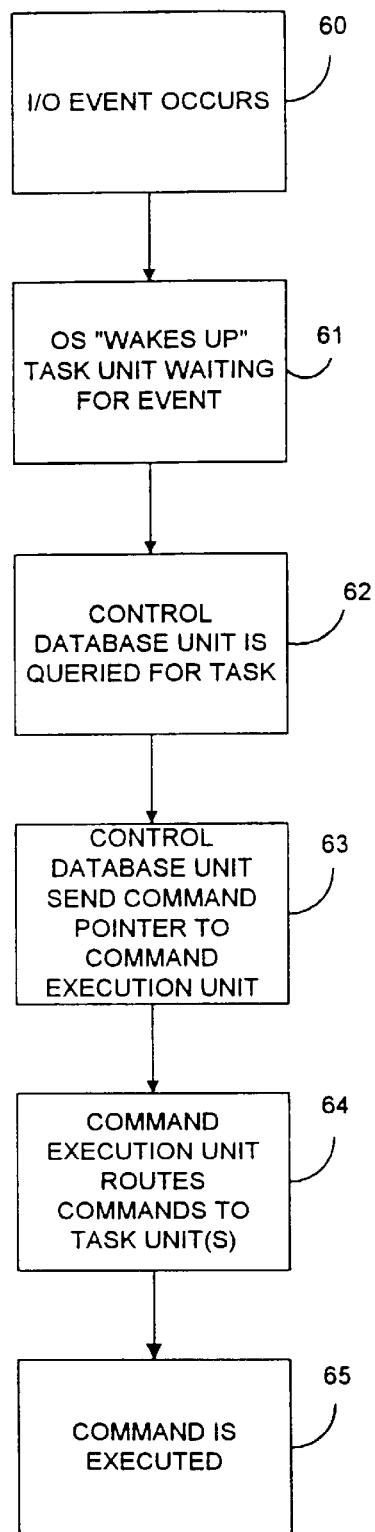 60
I/O EVENT OCCURS
61
OS "WAKES UP"
TASK UNIT WAITING
FOR EVENT
62
CONTROL
DATABASE UNIT IS
QUERIED FOR TASK
63
CONTROL
DATABASE UNIT
SEND COMMAND
POINTER TO
COMMAND
EXECUTION UNIT
64
COMMAND
EXECUTION UNIT
ROUTES
COMMANDS TO
TASK UNIT(S)
65
COMMAND IS
EXECUTED